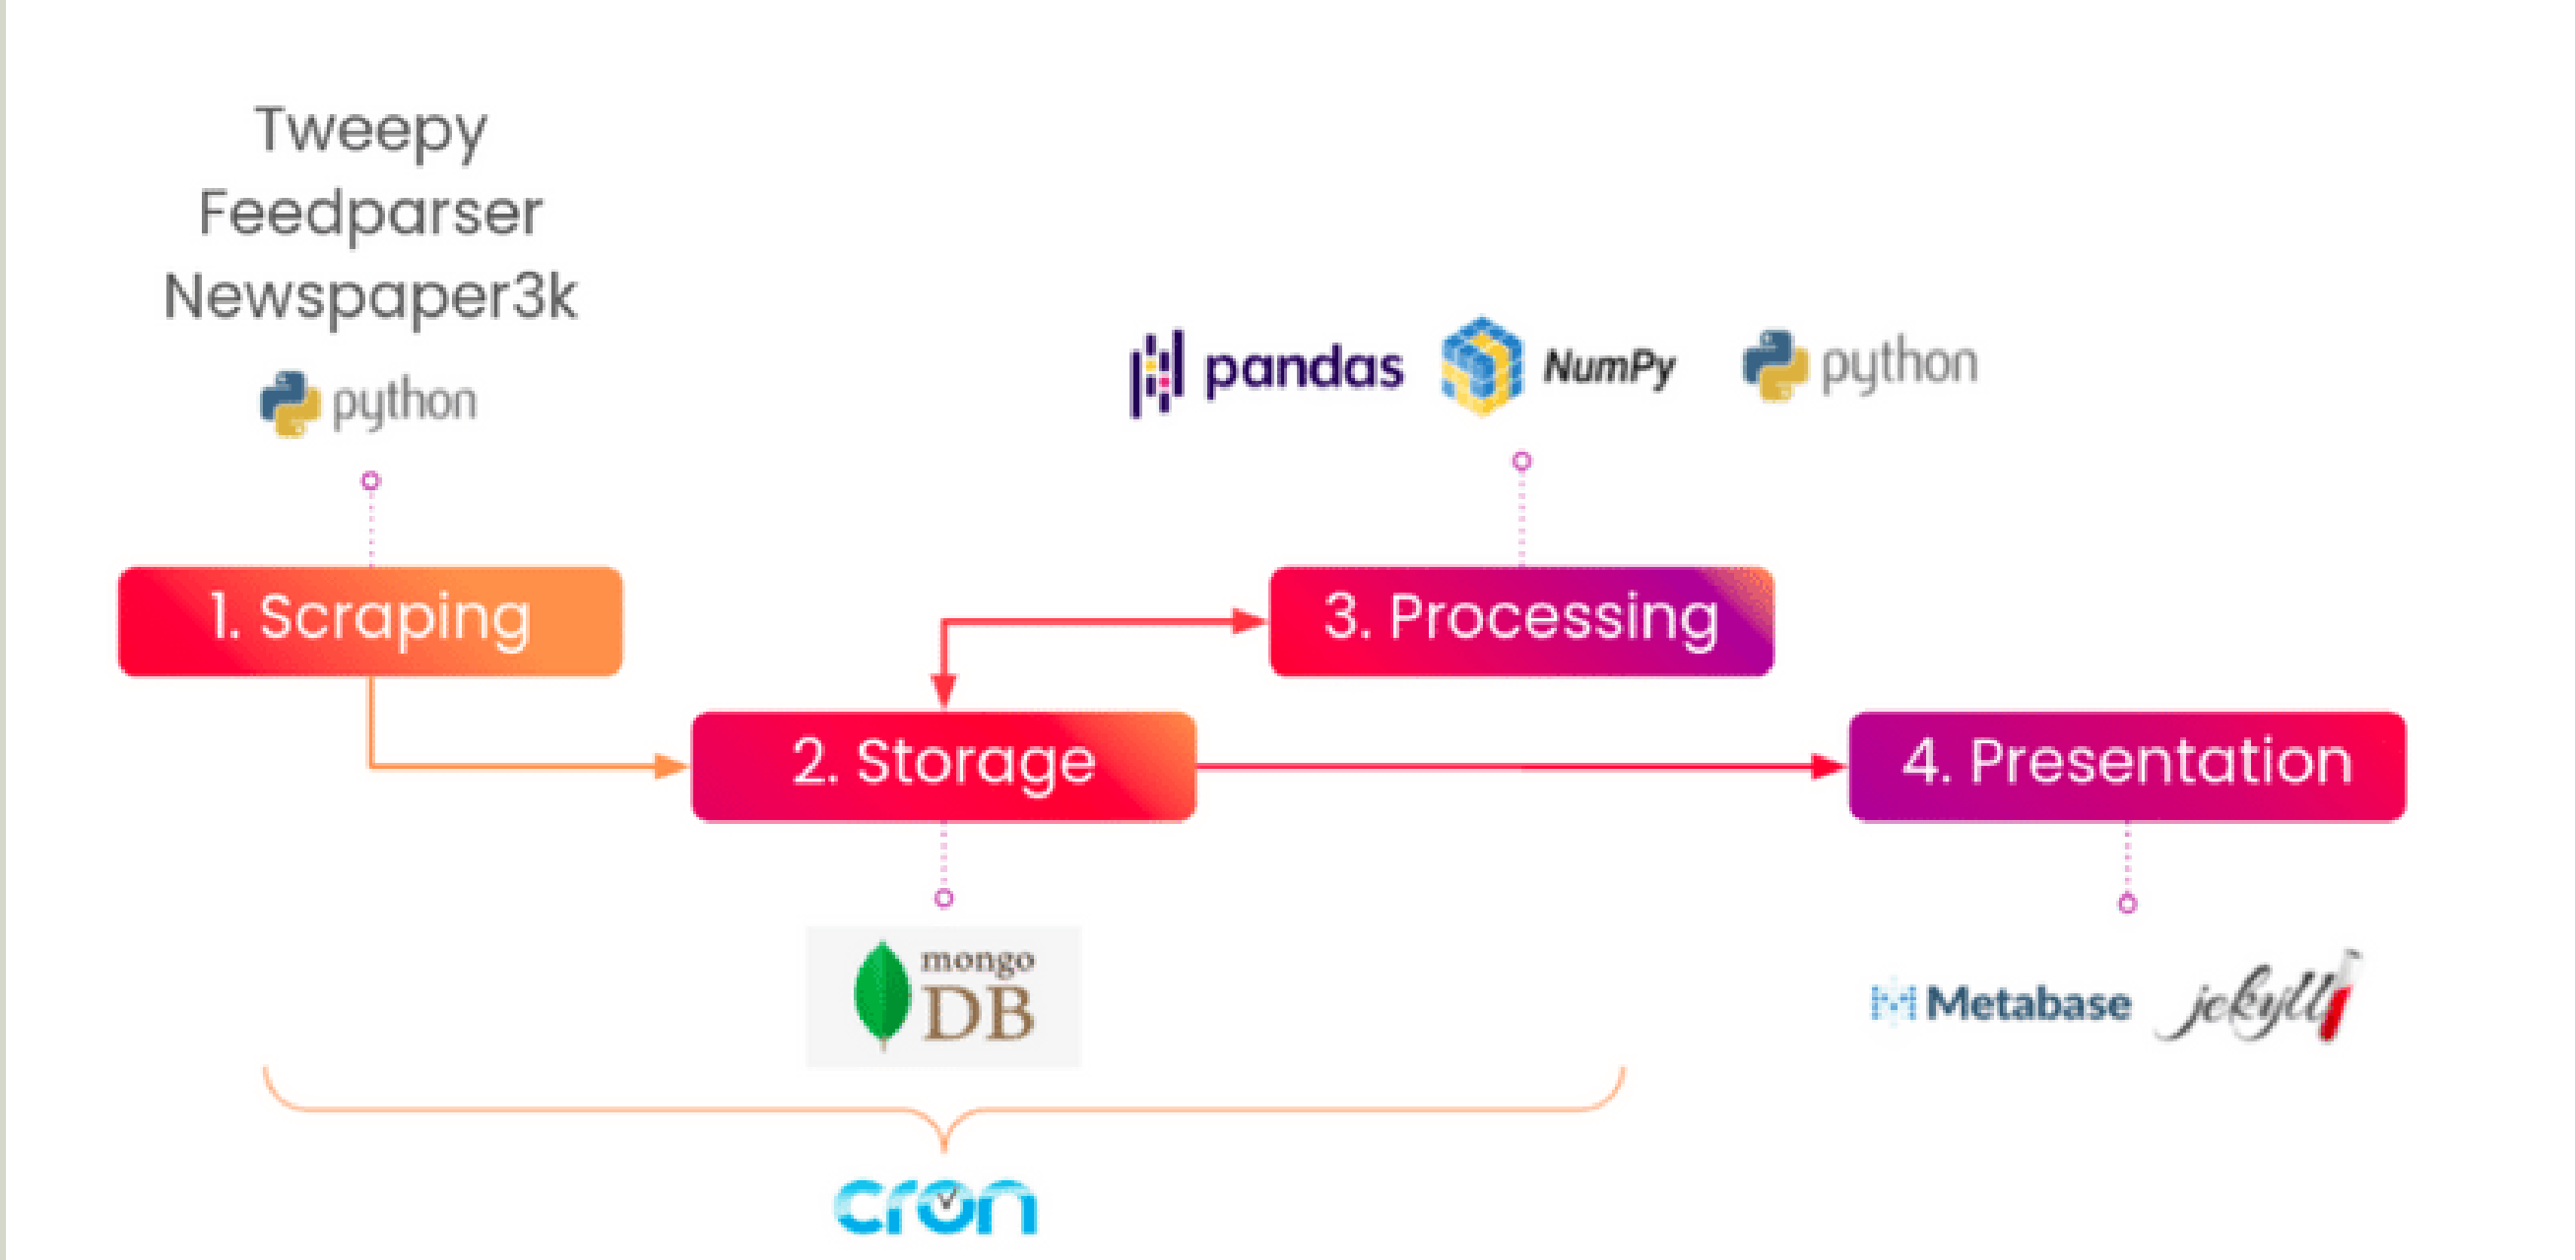 Tweepy
Feedparser
Newspaper3k
python
pandas NumPy python
1. Scraping
3. Processing
2. Storage
4. Presentation
mongo
DB
Metabase jekyll
cron